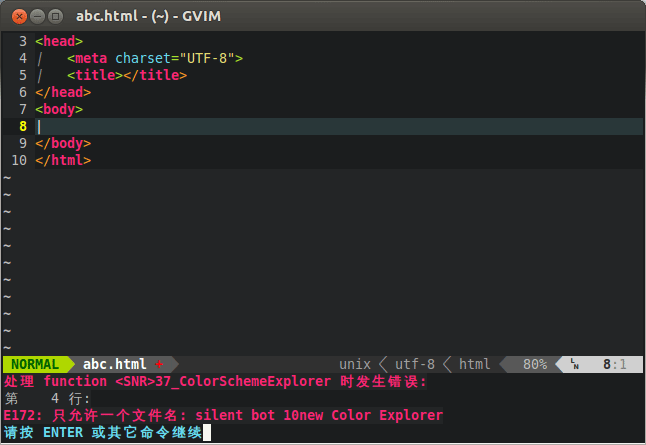 abc.html - (~) - GVIM
3 <head>
4 | <meta charset="UTF-8">
5 | <title></title>
6 </head>
7 <body>
8
9 </body>
10 </html>
~
~
~
~
~
~
~
~
~
~
~
NORMAL abc.html + unix utf-8 html 80% LN 8:1
处理 function <SNR>37_ColorSchemeExplorer 时发生错误:
第 4 行:
E172: 只允许一个文件名: silent bot 10new Color Explorer
请按 ENTER 或其它命令继续